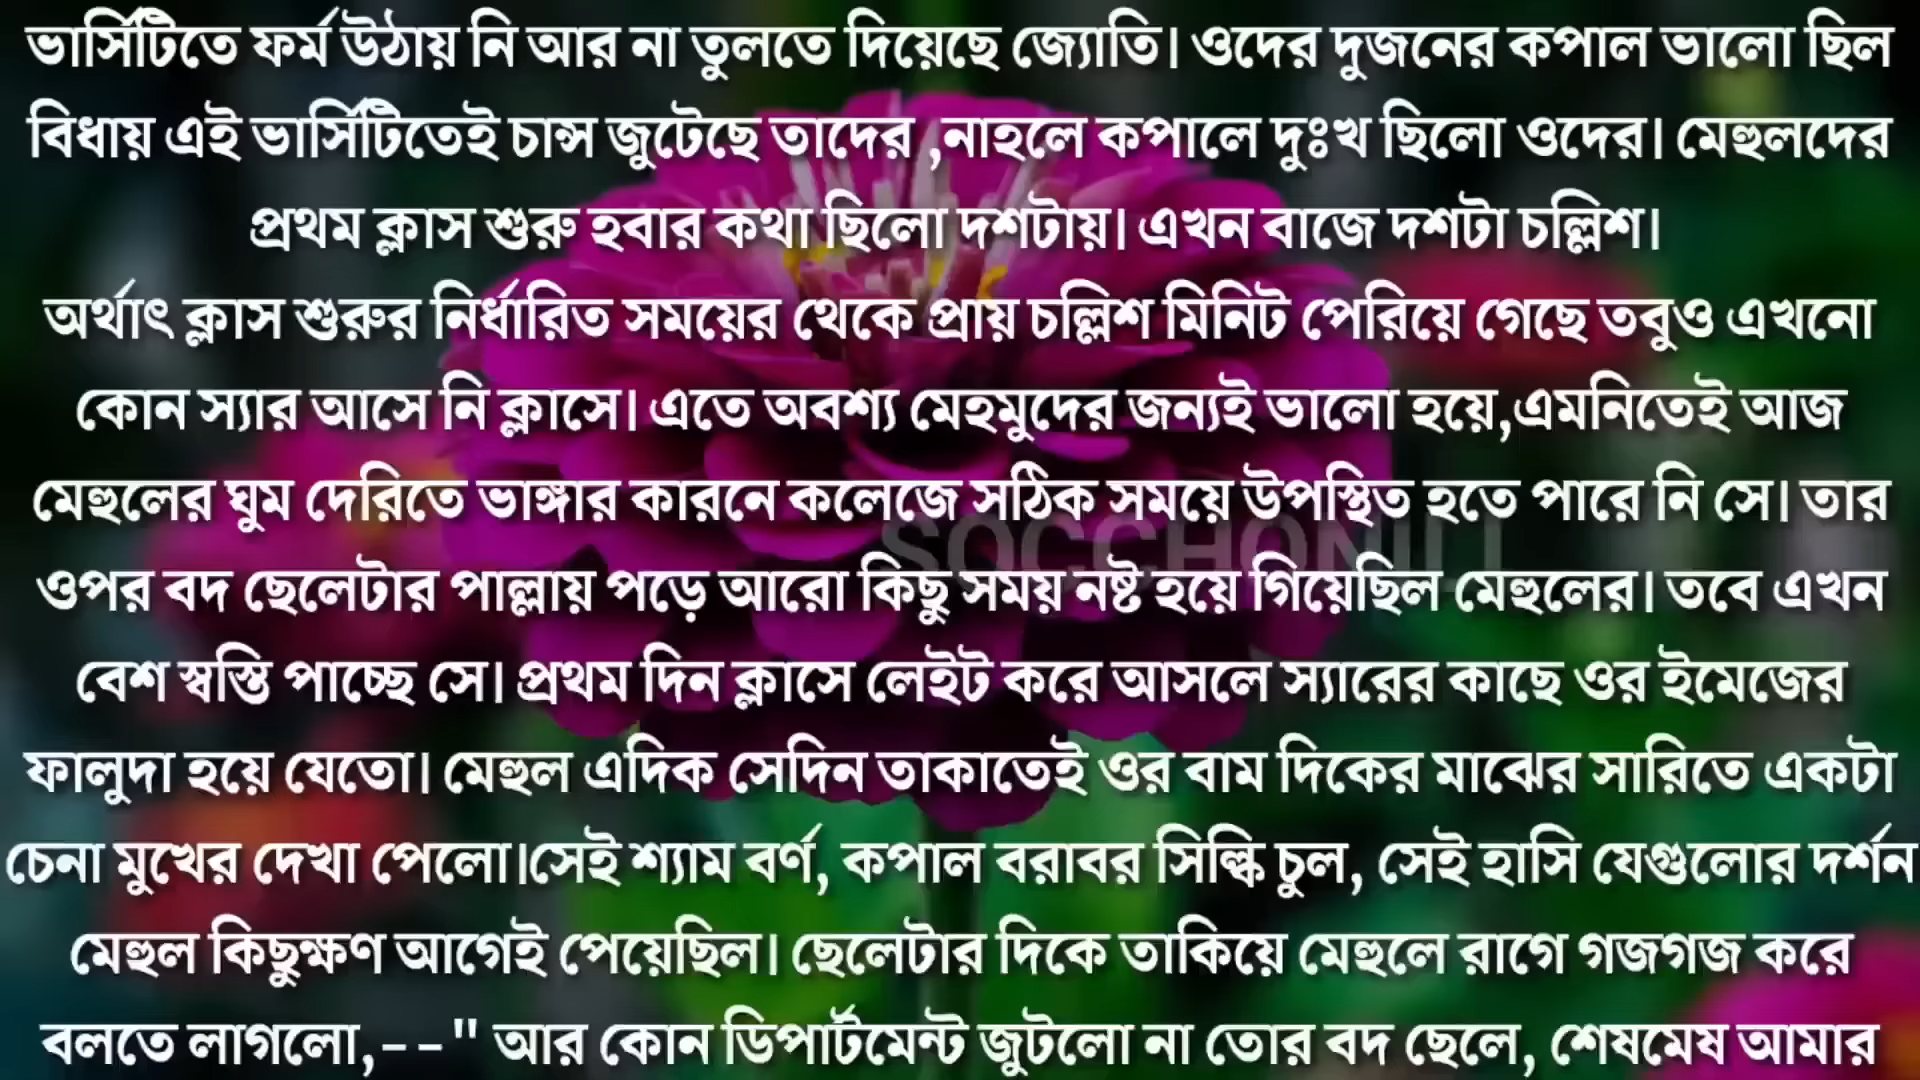 ভার্সিটিতে ফর্ম উঠায় নি আর না তুলতে দিয়েছে জ্যোতি। ওদের দুজনের কপাল ভালো ছিল
বিধায় এই ভার্সিটিতেই চান্স জুটেছে তাদের ,নাহলে কপালে দুঃখ ছিলো ওদের। মেহুলদের
প্রথম ক্লাস শুরু হবার কথা ছিলো দশটায়। এখন বাজে দশটা চল্লিশ।
অর্থাৎ ক্লাস শুরুর নির্ধারিত সময়ের থেকে প্রায় চল্লিশ মিনিট পেরিয়ে গেছে তবুও এখনো
কোন স্যার আসে নি ক্লাসে। এতে অবশ্য মেহমুদের জন্যই ভালো হয়ে,এমনিতেই আজ
মেহুলের ঘুম দেরিতে ভাঙ্গার কারনে কলেজে সঠিক সময়ে উপস্থিত হতে পারে নি সে। তার
SOCCHONILI
ওপর বদ ছেলেটার পাল্লায় পড়ে আরো কিছু সময় নষ্ট হয়ে গিয়েছিল মেহুলের। তবে এখন
বেশ স্বস্তি পাচ্ছে সে। প্রথম দিন ক্লাসে লেইট করে আসলে স্যারের কাছে ওর ইমেজের
ফালুদা হয়ে যেতো। মেহুল এদিক সেদিন তাকাতেই ওর বাম দিকের মাঝের সারিতে একটা
চেনা মুখের দেখা পেলো।সেই শ্যাম বর্ণ, কপাল বরাবর সিল্কি চুল, সেই হাসি যেগুলোর দর্শন
মেহুল কিছুক্ষণ আগেই পেয়েছিল। ছেলেটার দিকে তাকিয়ে মেহুলে রাগে গজগজ করে
বলতে লাগলো,--" আর কোন ডিপার্টমেন্ট জুটলো না তোর বদ ছেলে, শেষমেষ আমার